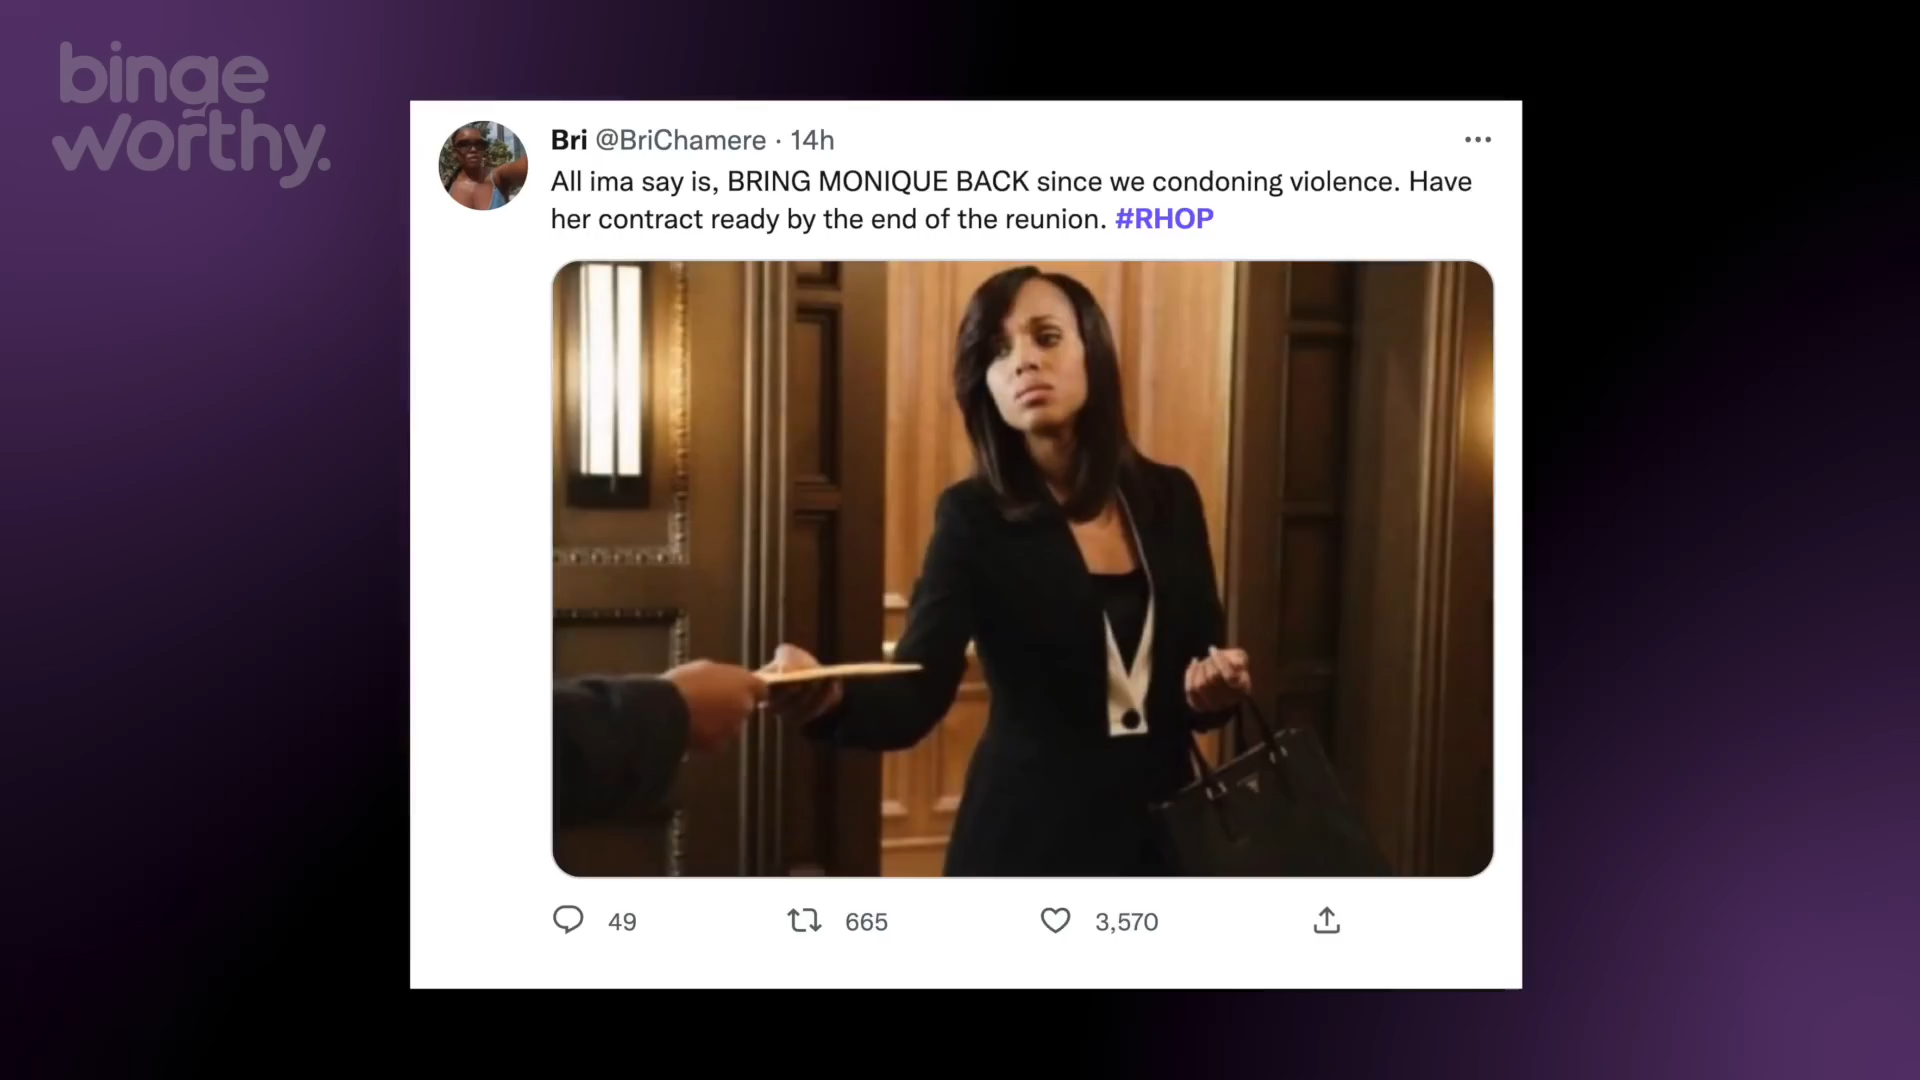 binge
worthy.
Bri @BriChamere · 14h
All ima say is, BRING MONIQUE BACK since we condoning violence. Have
her contract ready by the end of the reunion. #RHOP
49 665 3,570